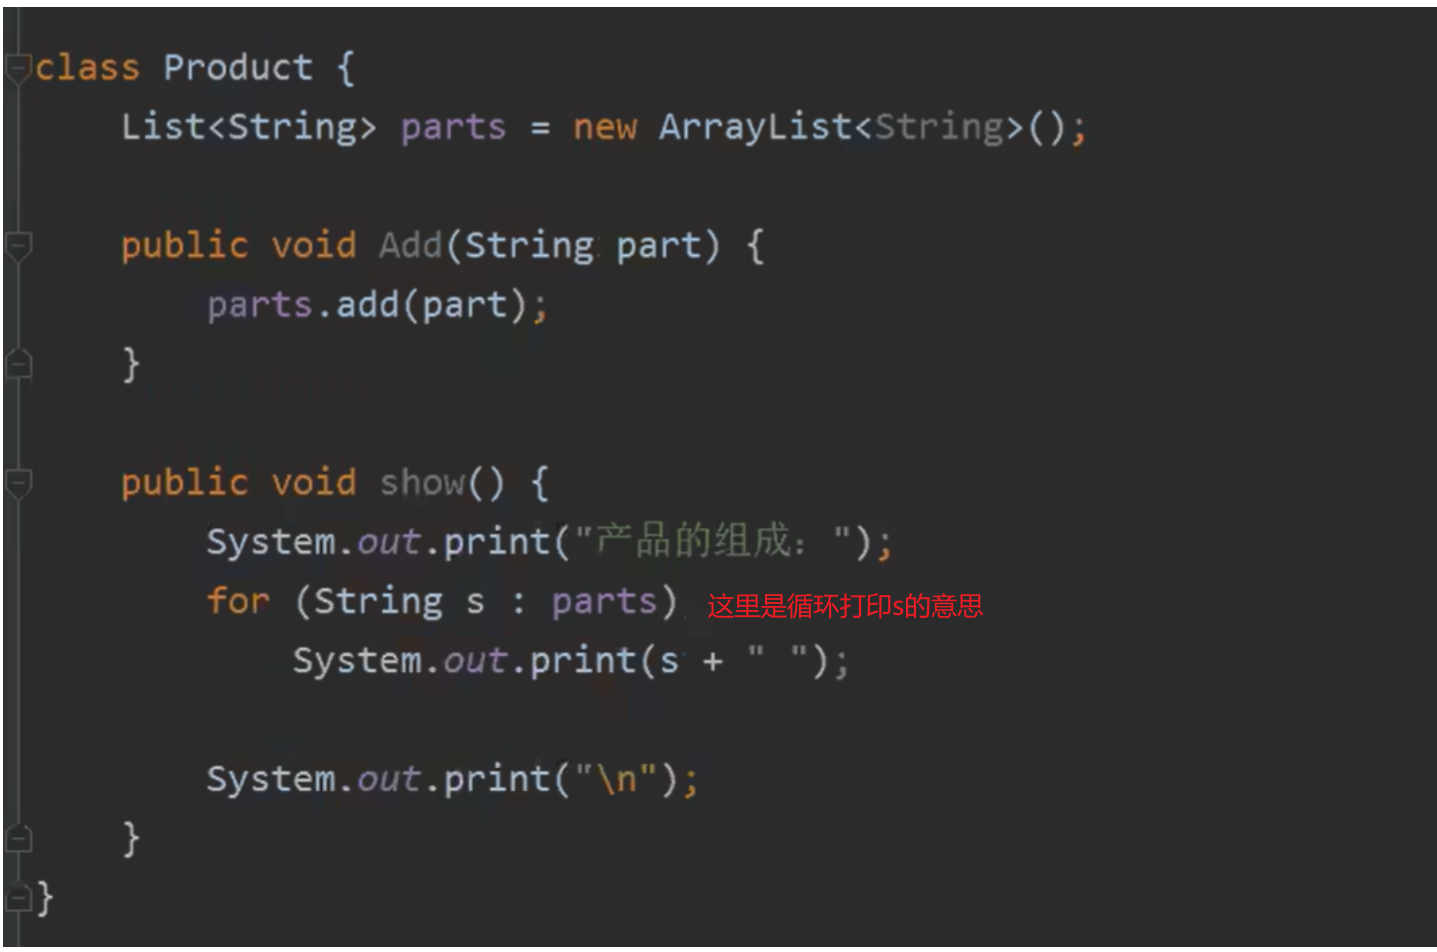 class Product {
List<String> parts = new ArrayList<String>();
public void Add(String part) {
parts.add(part);
}
public void show() {
System.out.print("产品的组成：");
for (String s : parts) 这里是循环打印s的意思
System.out.print(s + " ");
System.out.print("\n");
}
}